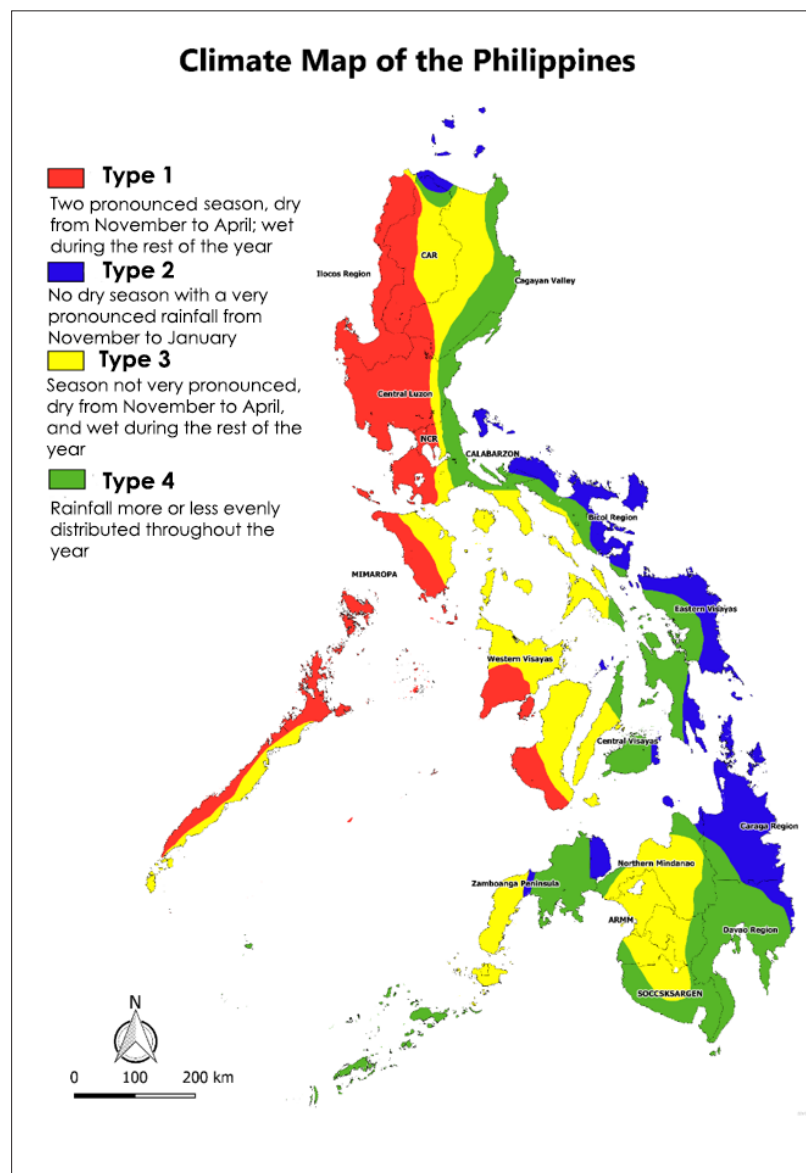 Climate Map of the Philippines
Type 1
Two pronounced season, dry
from November to April; wet
during the rest of the year
Type 2
No dry season with a very
pronounced rainfall from
November to January
Type 3
Season not very pronounced,
dry from November to April,
and wet during the rest of the
year
Type 4
Rainfall more or less evenly
distributed throughout the
year
CAR
Ilocos Region
Cagayan Valley
Central Luzon
NCR
CALABARZON
Bicol Region
MIMAROPA
Eastern Visayas
Western Visayas
Central Visayas
Caraga Region
Northern Mindanao
Zamboanga Peninsula
ARMM
Davao Region
SOCCSKSARGEN
N
0 100 200 km